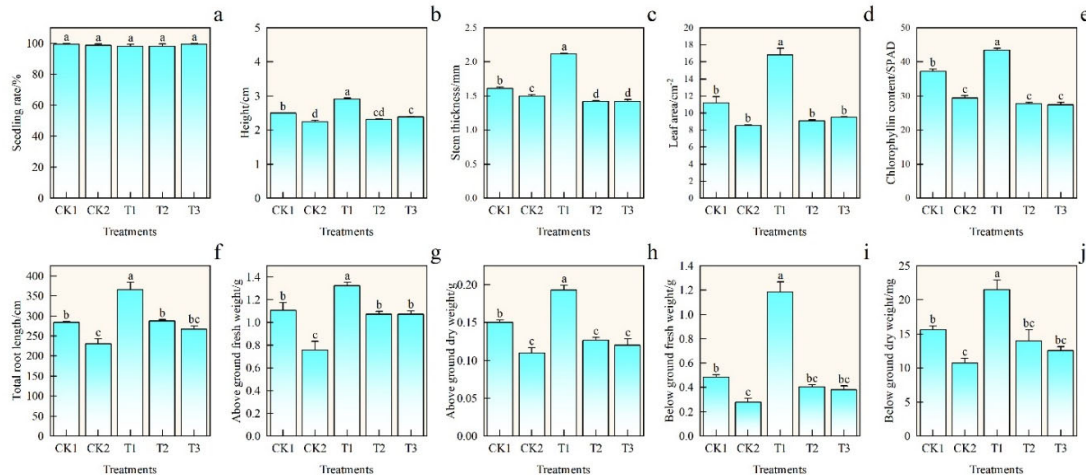 a
Seedling rate/%
100
80
60
40
20
0
a a a a a
CK1 CK2 T1 T2 T3
Treatments
b
Height/cm
5
4
3
2
1
0
b d a cd c
CK1 CK2 T1 T2 T3
Treatments
c
Stem thickness/mm
2.5
2.0
1.5
1.0
0.5
0.0
b c a d d
CK1 CK2 T1 T2 T3
Treatments
d
Leaf area/cm-2
20
18
16
14
12
10
8
6
4
2
0
b b a b b
CK1 CK2 T1 T2 T3
Treatments
e
Chlorophyllin content/SPAD
50
40
30
20
10
0
b c a c c
CK1 CK2 T1 T2 T3
Treatments
f
Total root length/cm
400
350
300
250
200
150
100
50
0
b c a b bc
CK1 CK2 T1 T2 T3
Treatments
g
Above ground fresh weight/g
1.4
1.2
1.0
0.8
0.6
0.4
0.2
0.0
b c a b b
CK1 CK2 T1 T2 T3
Treatments
h
Above ground dry weight/g
0.20
0.15
0.10
0.05
0.00
b c a c c
CK1 CK2 T1 T2 T3
Treatments
i
Below ground fresh weight/g
1.4
1.2
1.0
0.8
0.6
0.4
0.2
0.0
b c a bc bc
CK1 CK2 T1 T2 T3
Treatments
j
Below ground dry weight/mg
25
20
15
10
5
0
b c a bc bc
CK1 CK2 T1 T2 T3
Treatments